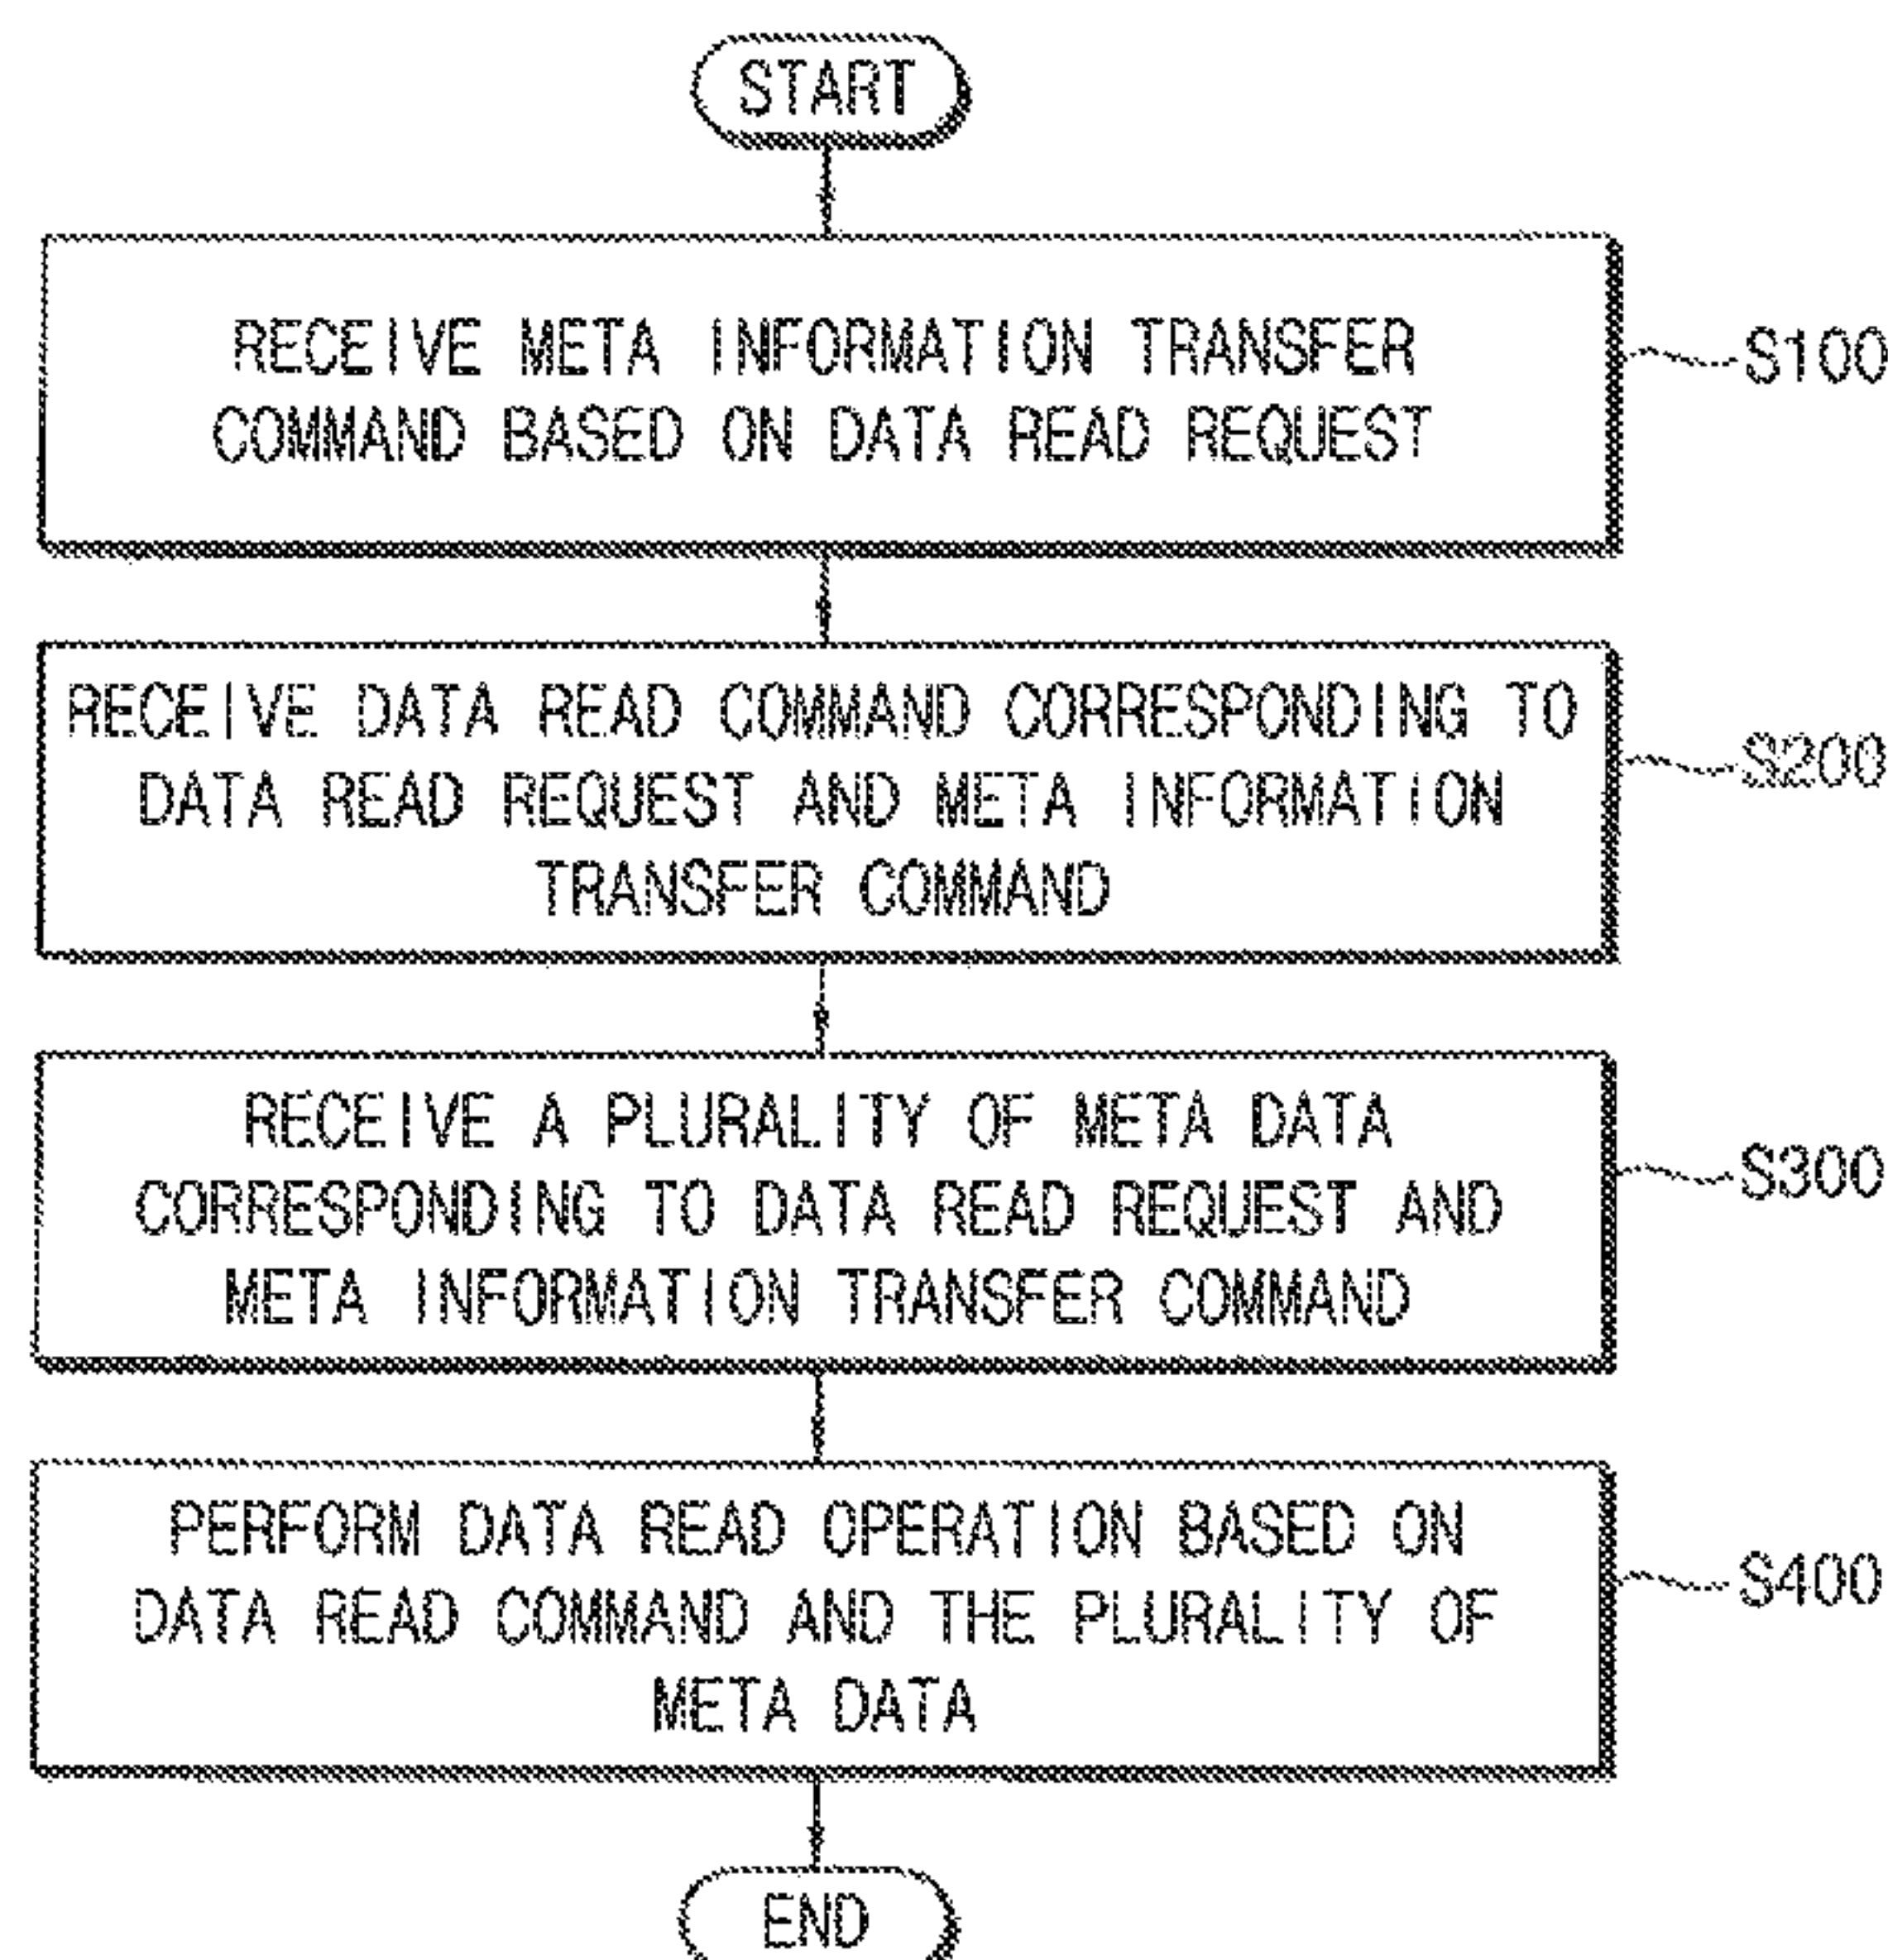 START
RECEIVE META INFORMATION TRANSFER
COMMAND BASED ON DATA READ REQUEST
S100
RECEIVE DATA READ COMMAND CORRESPONDING TO
DATA READ REQUEST AND META INFORMATION
TRANSFER COMMAND
S200
RECEIVE A PLURALITY OF META DATA
CORRESPONDING TO DATA READ REQUEST AND
META INFORMATION TRANSFER COMMAND
S300
PERFORM DATA READ OPERATION BASED ON
DATA READ COMMAND AND THE PLURALITY OF
META DATA
S400
END